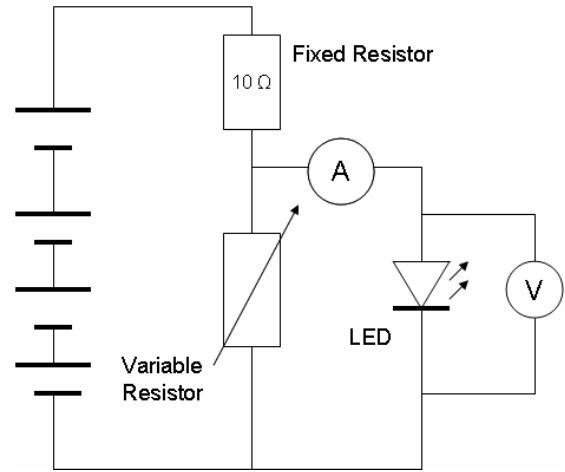 Fixed Resistor
10 Ω
A
V
LED
Variable
Resistor